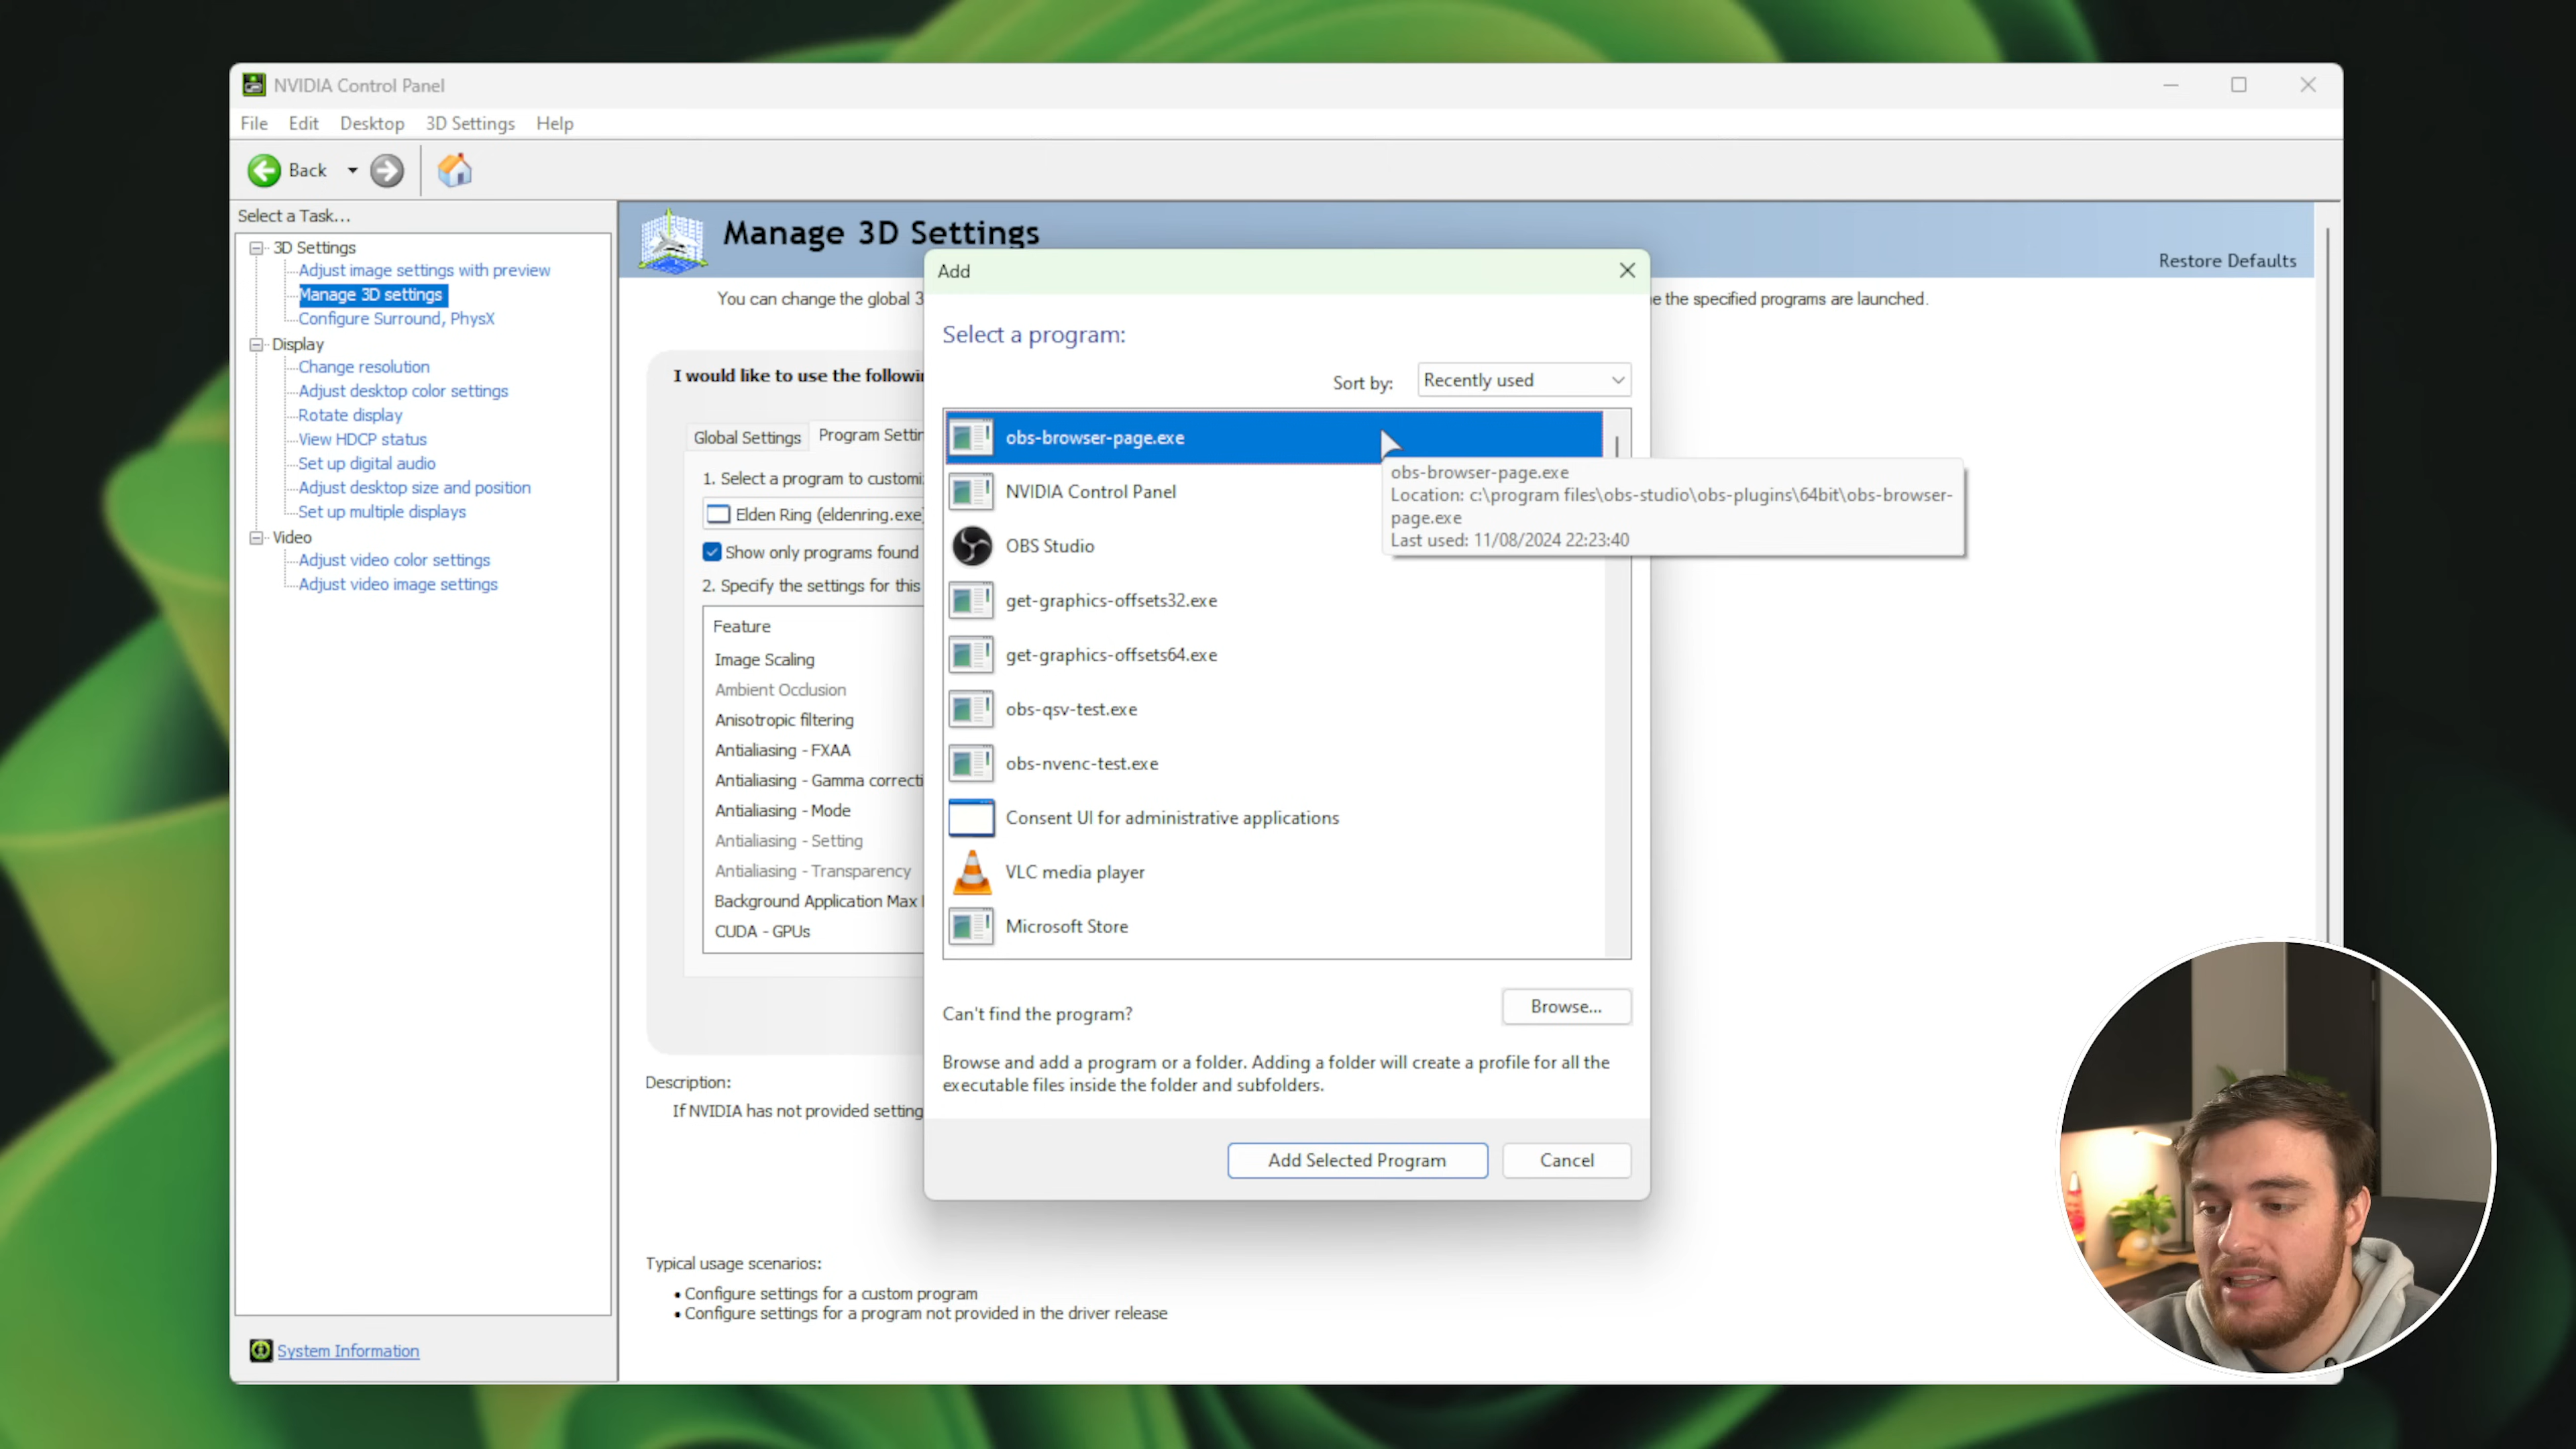 NVIDIA Control Panel
File Edit Desktop 3D Settings Help
Back
Select a Task...
3D Settings
Adjust image settings with preview
Manage 3D settings
Configure Surround, PhysX
Display
Change resolution
Adjust desktop color settings
Rotate display
View HDCP status
Set up digital audio
Adjust desktop size and position
Set up multiple displays
Video
Adjust video color settings
Adjust video image settings
System Information
Manage 3D Settings
Restore Defaults
You can change the global 3
e the specified programs are launched.
I would like to use the followin
Global Settings
Program Settin
1. Select a program to customi
Elden Ring (eldenring.exe)
Show only programs found
2. Specify the settings for this
Feature
Image Scaling
Ambient Occlusion
Anisotropic filtering
Antialiasing - FXAA
Antialiasing - Gamma correcti
Antialiasing - Mode
Antialiasing - Setting
Antialiasing - Transparency
Background Application Max
CUDA - GPUs
Description:
If NVIDIA has not provided setting
Typical usage scenarios:
• Configure settings for a custom program
• Configure settings for a program not provided in the driver release
Add
Select a program:
Sort by: Recently used
obs-browser-page.exe
NVIDIA Control Panel
OBS Studio
get-graphics-offsets32.exe
get-graphics-offsets64.exe
obs-qsv-test.exe
obs-nvenc-test.exe
Consent UI for administrative applications
VLC media player
Microsoft Store
obs-browser-page.exe
Location: c:\program files\obs-studio\obs-plugins\64bit\obs-browser-
page.exe
Last used: 11/08/2024 22:23:40
Can't find the program?
Browse...
Browse and add a program or a folder. Adding a folder will create a profile for all the
executable files inside the folder and subfolders.
Add Selected Program
Cancel